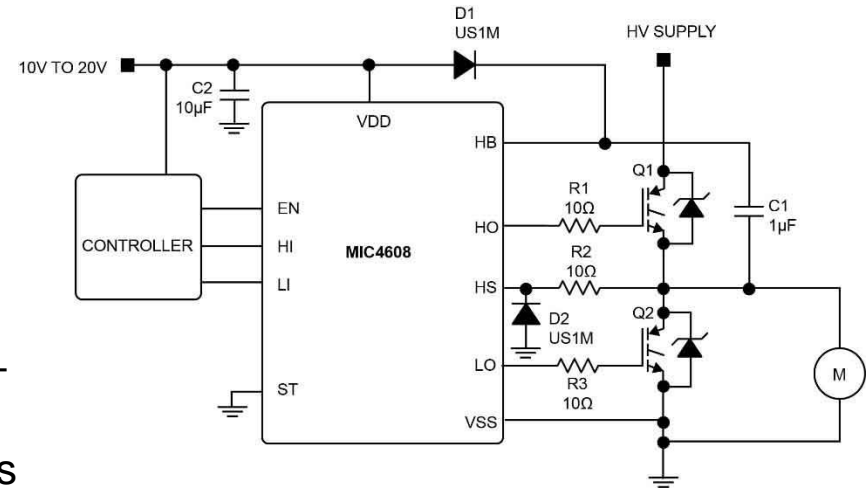 D1
US1M
HV SUPPLY
10V TO 20V
C2
10µF
VDD
HB
Q1
R1
10Ω
C1
1µF
EN
HO
CONTROLLER
HI
MIC4608
R2
10Ω
LI
HS
D2
US1M
Q2
LO
M
R3
10Ω
ST
VSS
s